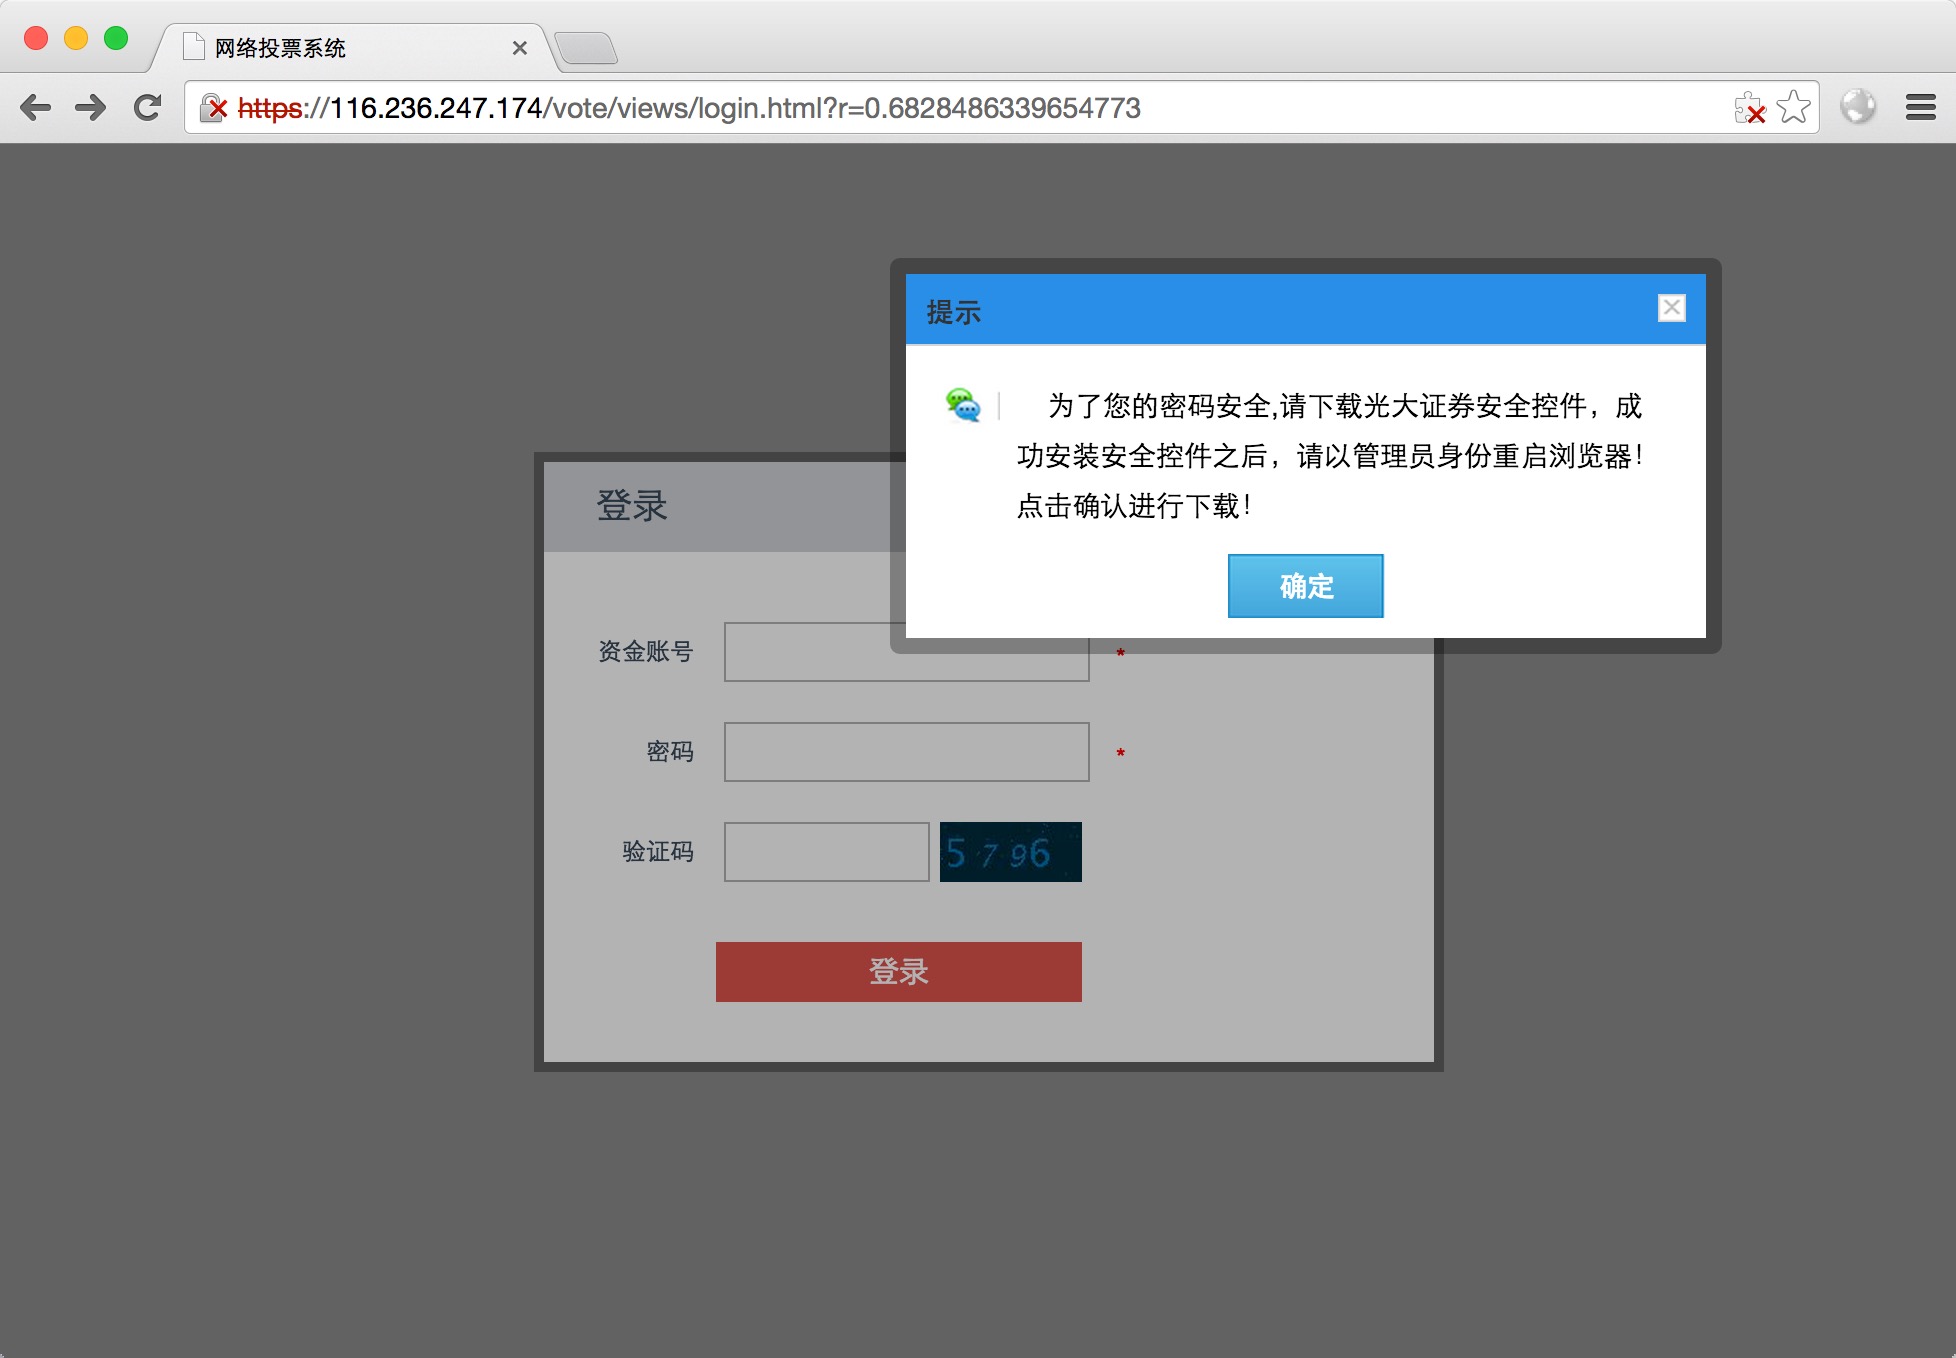 网络投票系统
https://116.236.247.174/vote/views/login.html?r=0.6828486339654773
提示
为了您的密码安全,请下载光大证券安全控件，成
功安装安全控件之后，请以管理员身份重启浏览器！
点击确认进行下载！
确定
登录
资金账号 *
密码 *
验证码 5796
登录